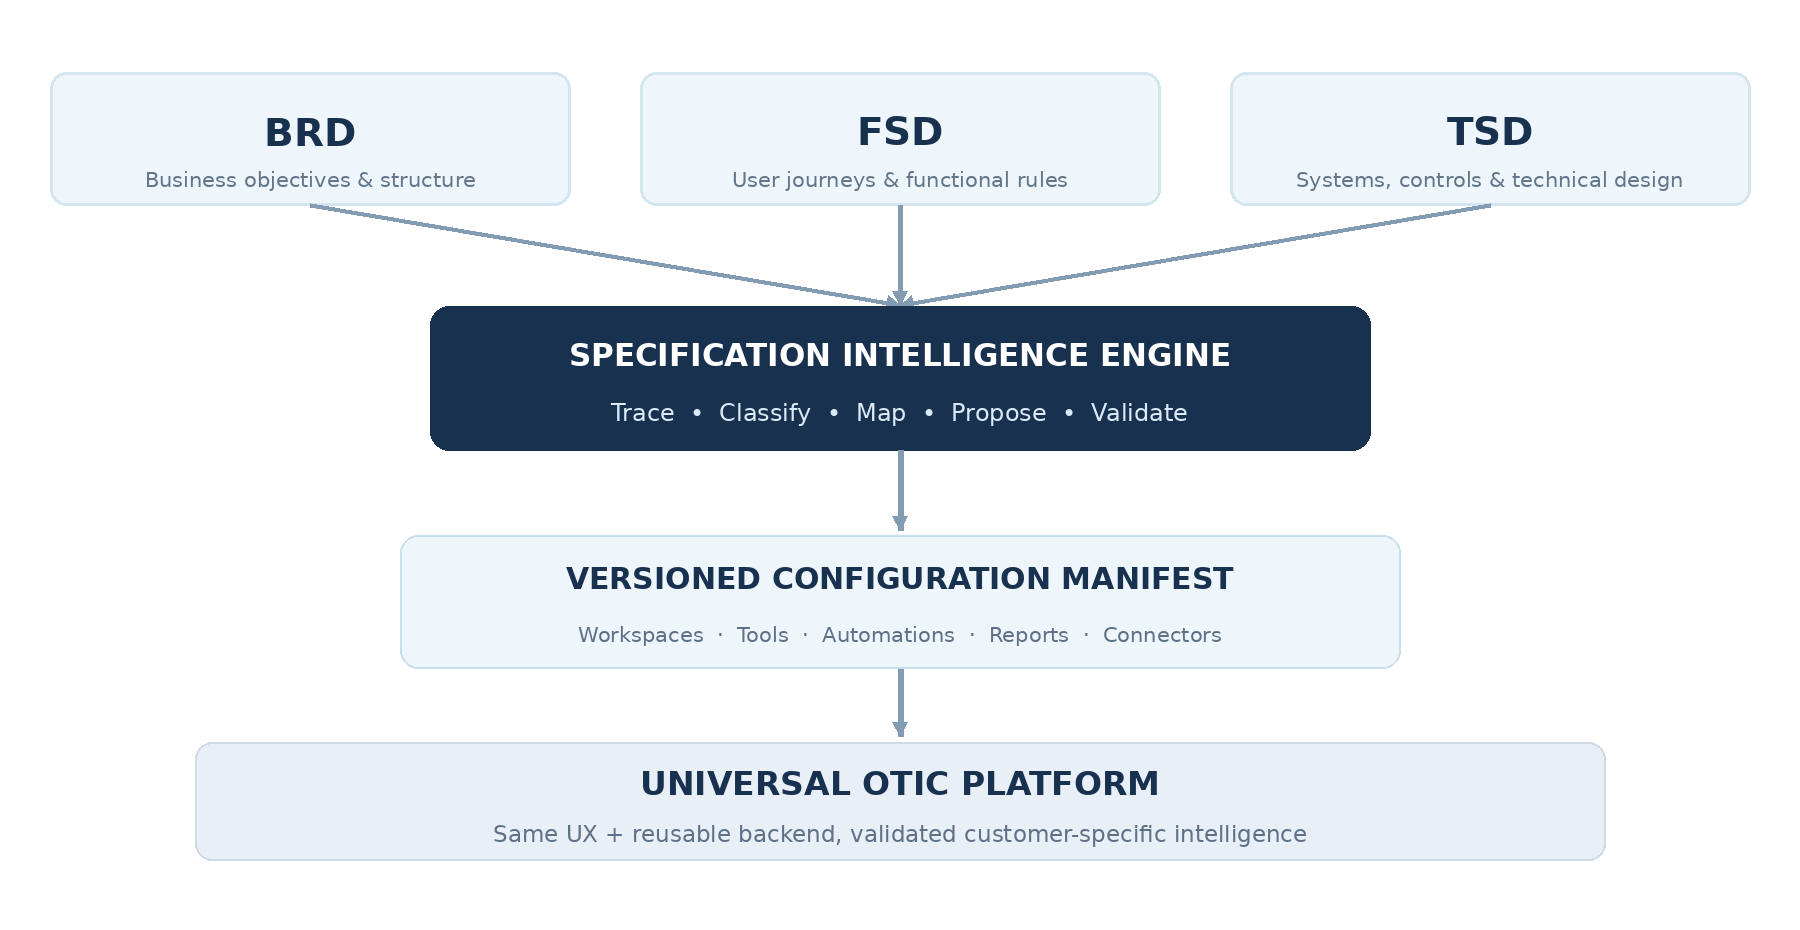 BRD
Business objectives & structure
FSD
User journeys & functional rules
TSD
Systems, controls & technical design
SPECIFICATION INTELLIGENCE ENGINE
Trace • Classify • Map • Propose • Validate
VERSIONED CONFIGURATION MANIFEST
Workspaces · Tools · Automations · Reports · Connectors
UNIVERSAL OTIC PLATFORM
Same UX + reusable backend, validated customer-specific intelligence